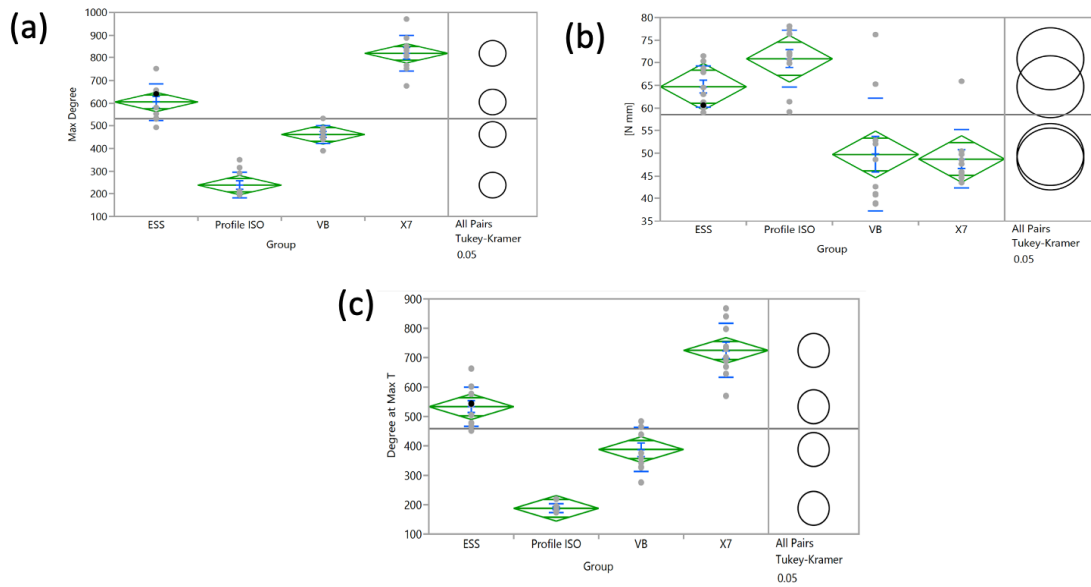 (a)
Max Degree
1000
900
800
700
600
500
400
300
200
100
ESS Profile ISO VB X7
Group
All Pairs
Tukey-Kramer
0.05
(b)
[N mm]
80
75
70
65
60
55
50
45
40
35
ESS Profile ISO VB X7
Group
All Pairs
Tukey-Kramer
0.05
(c)
Degree at Max T
900
800
700
600
500
400
300
200
100
ESS Profile ISO VB X7
Group
All Pairs
Tukey-Kramer
0.05